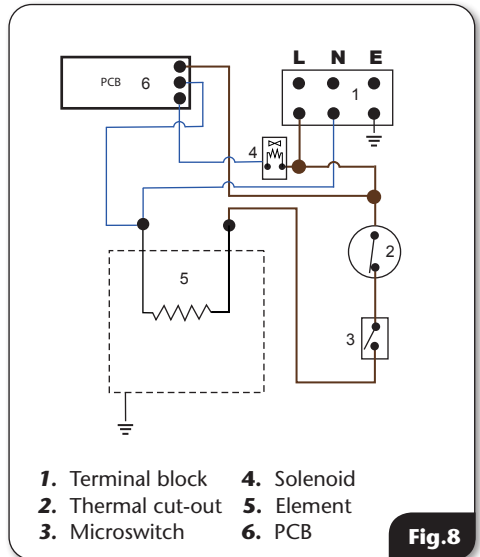 L N E
PCB 6
1
4
2
5
3
1. Terminal block
2. Thermal cut-out
3. Microswitch
4. Solenoid
5. Element
6. PCB
Fig.8